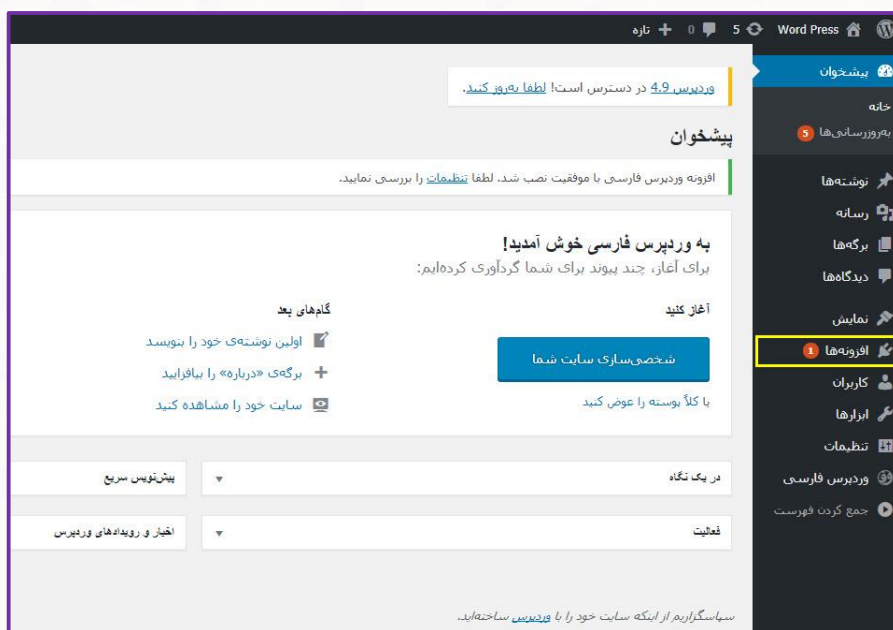 Word Press 5 0 تازه
پیشخوان
خانه
به‌روزرسانی‌ها 5
نوشته‌ها
رسانه
برگه‌ها
دیدگاه‌ها
نمایش
افزونه‌ها 1
کاربران
ابزارها
تنظیمات
وردپرس فارسی
جمع کردن فهرست
وردپرس 4.9 در دسترس است! لطفا به‌روز کنید.
پیشخوان
افزونه وردپرس فارسی با موفقیت نصب شد. لطفا تنظیمات را بررسی نمایید.
به وردپرس فارسی خوش آمدید!
برای آغاز، چند پیوند برای شما گردآوری کرده‌ایم:
آغاز کنید
شخصی‌سازی سایت شما
یا کلاً پوسته را عوض کنید
گام‌های بعد
اولین نوشته‌ی خود را بنویسد
برگه‌ی «درباره» را بیافزایید
سایت خود را مشاهده کنید
در یک نگاه
پیش‌نویس سریع
فعالیت
اخبار و رویدادهای وردپرس
سپاسگزاریم از اینکه سایت خود را با وردپرس ساخته‌اید.